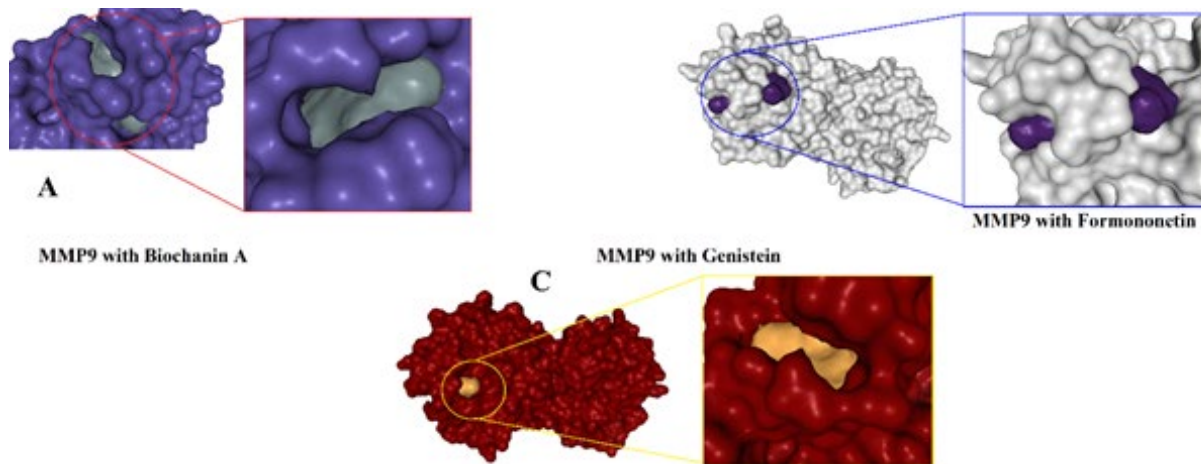 A
MMP9 with Formononetin
MMP9 with Biochanin A
MMP9 with Genistein
C